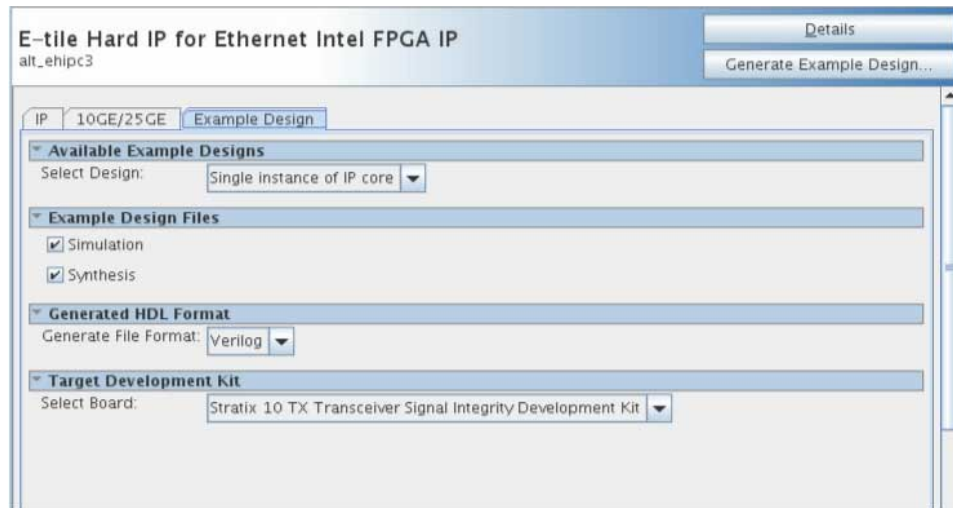 E-tile Hard IP for Ethernet Intel FPGA IP
alt_ehipc3
Details
Generate Example Design...
IP 10GE/25GE Example Design
Available Example Designs
Select Design: Single instance of IP core
Example Design Files
Simulation
Synthesis
Generated HDL Format
Generate File Format: Verilog
Target Development Kit
Select Board: Stratix 10 TX Transceiver Signal Integrity Development Kit